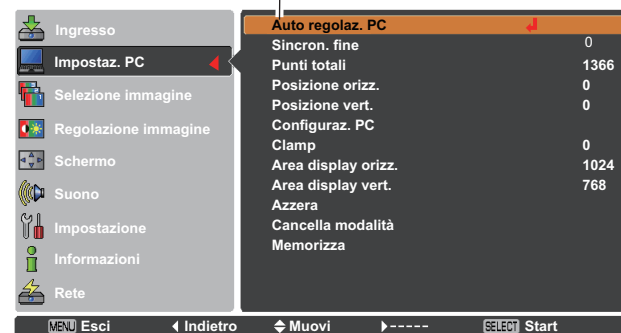 Ingresso
Impostaz. PC
Selezione immagine
Regolazione immagine
Schermo
Suono
Impostazione
Informazioni
Rete
Auto regolaz. PC
Sincron. fine 0
Punti totali 1366
Posizione orizz. 0
Posizione vert. 0
Configuraz. PC
Clamp 0
Area display orizz. 1024
Area display vert. 768
Azzera
Cancella modalità
Memorizza
MENU Esci Indietro Muovi ----- SELECT Start